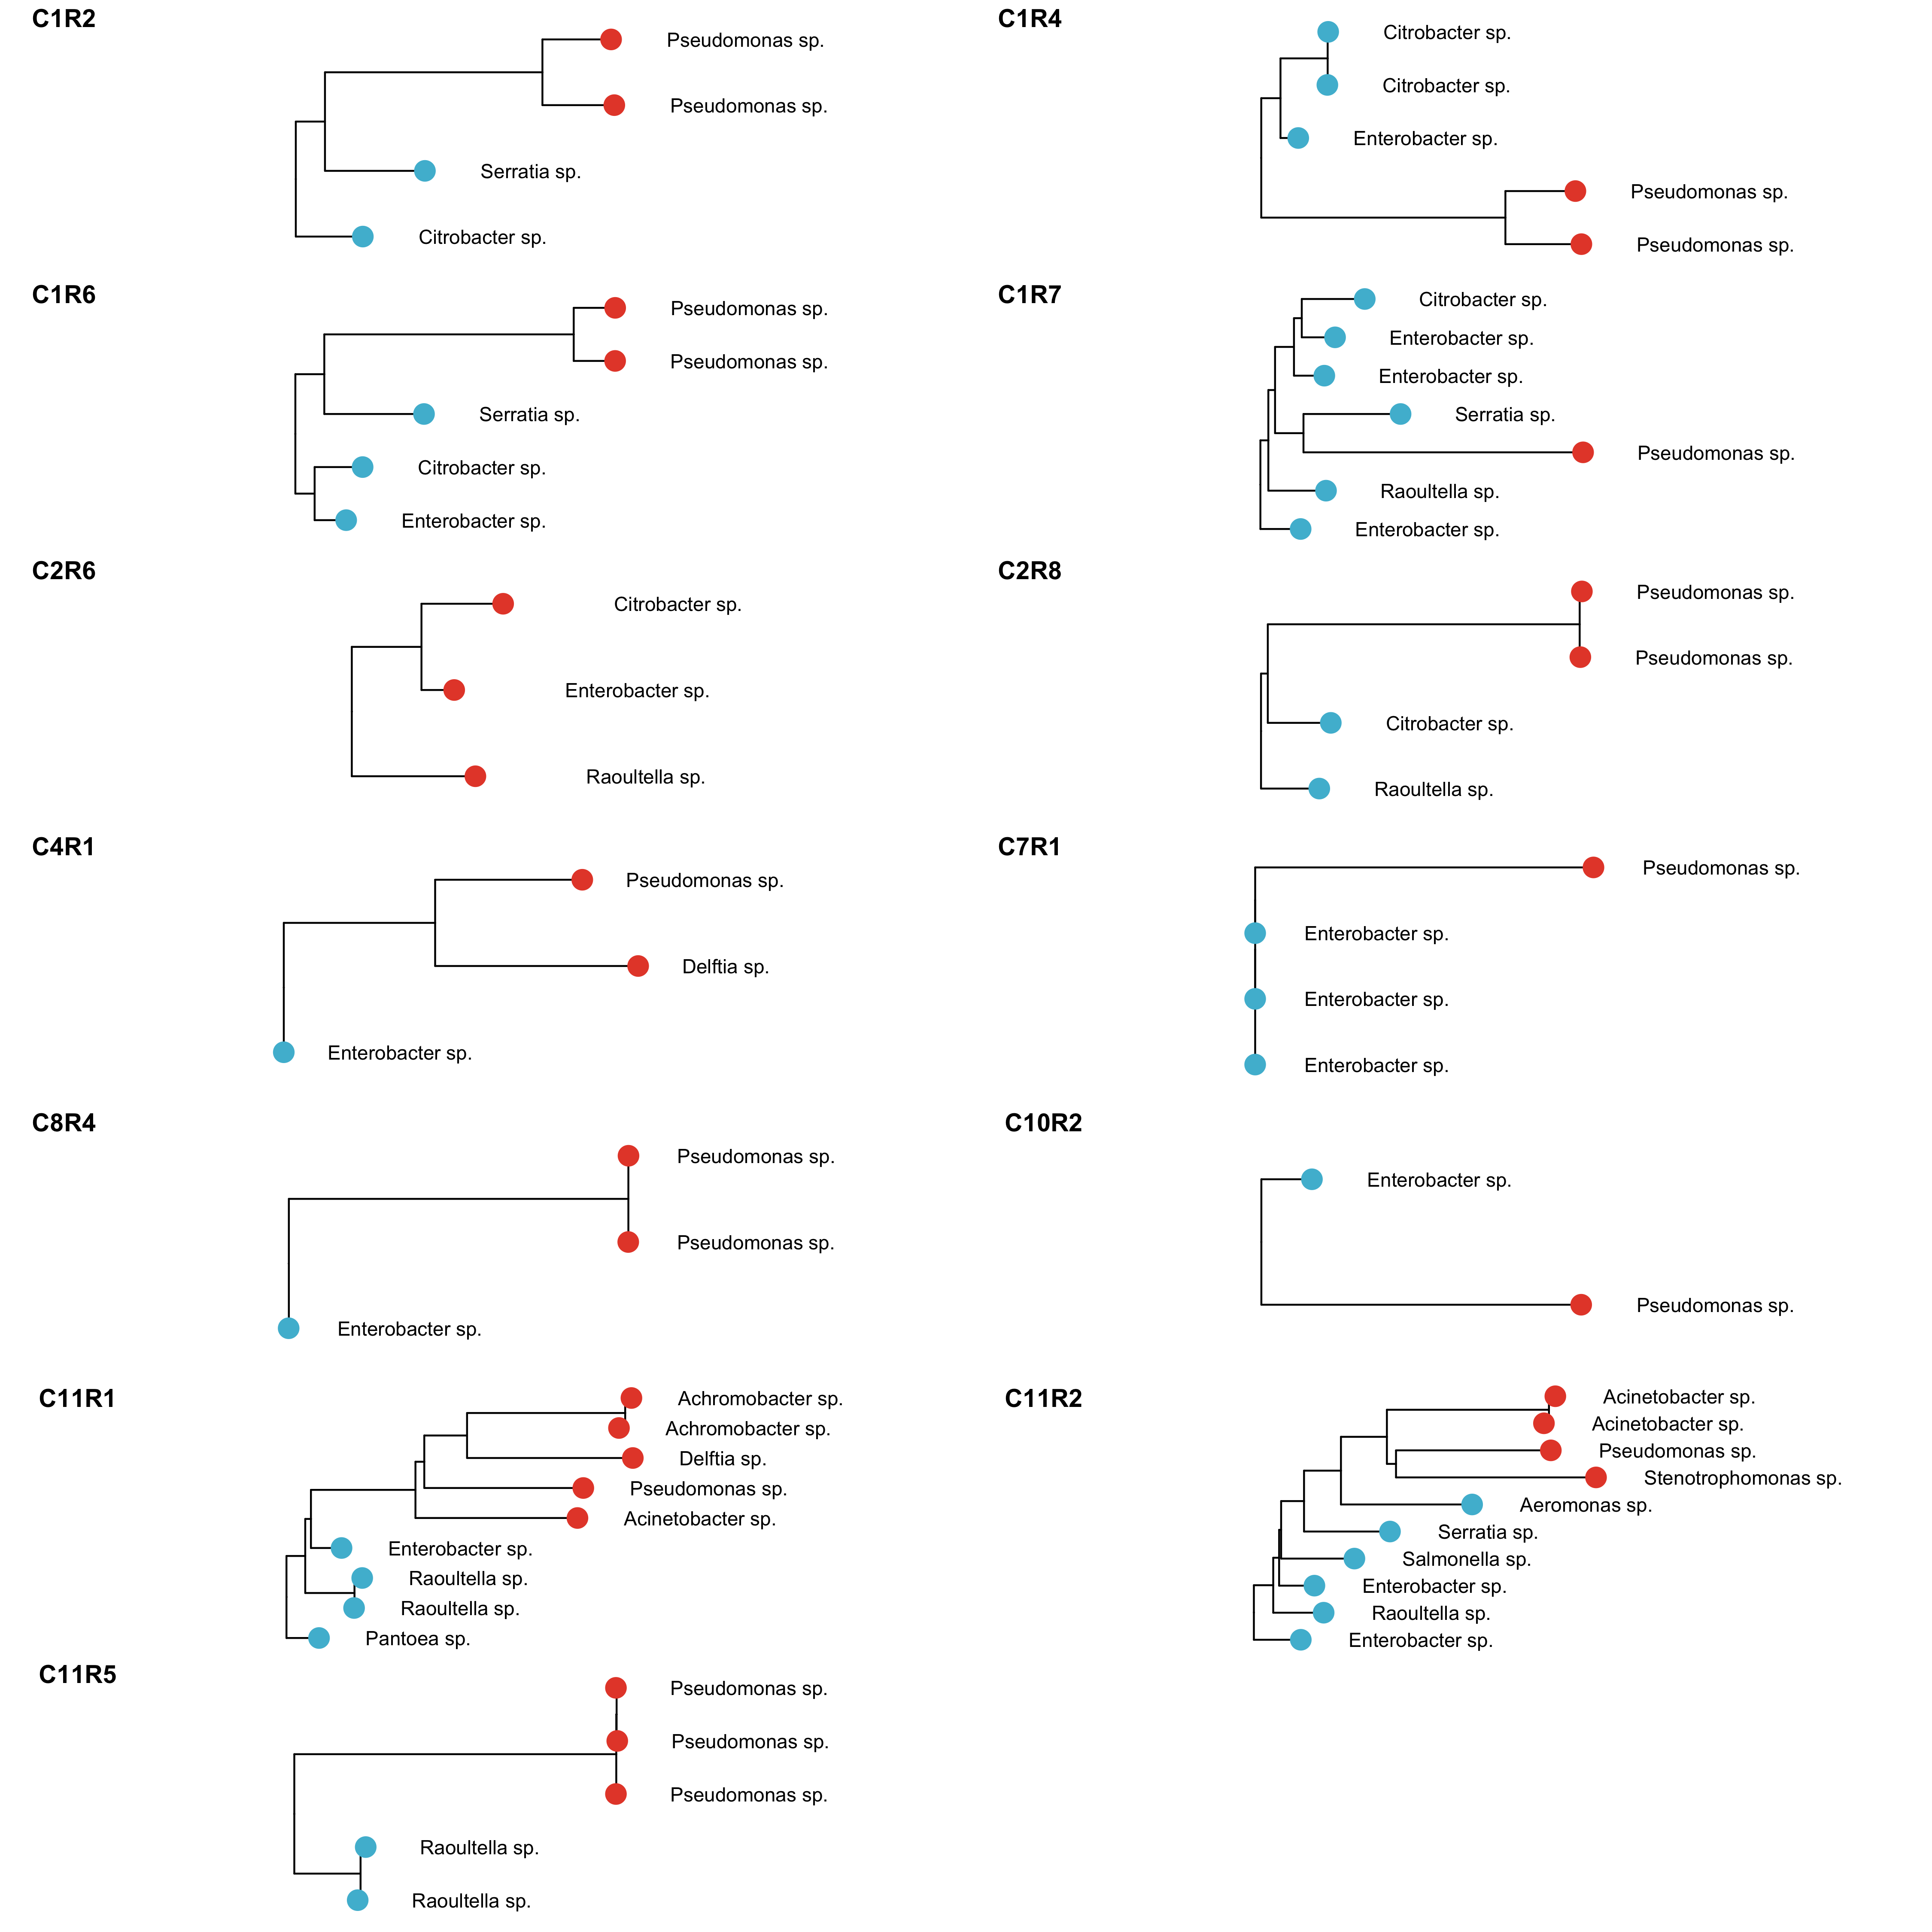 C1R2
Pseudomonas sp.
Pseudomonas sp.
Serratia sp.
Citrobacter sp.
C1R4
Citrobacter sp.
Citrobacter sp.
Enterobacter sp.
Pseudomonas sp.
Pseudomonas sp.
C1R6
Pseudomonas sp.
Pseudomonas sp.
Serratia sp.
Citrobacter sp.
Enterobacter sp.
C1R7
Citrobacter sp.
Enterobacter sp.
Enterobacter sp.
Serratia sp.
Pseudomonas sp.
Raoultella sp.
Enterobacter sp.
C2R6
Citrobacter sp.
Enterobacter sp.
Raoultella sp.
C2R8
Pseudomonas sp.
Pseudomonas sp.
Citrobacter sp.
Raoultella sp.
C4R1
Pseudomonas sp.
Delftia sp.
Enterobacter sp.
C7R1
Pseudomonas sp.
Enterobacter sp.
Enterobacter sp.
Enterobacter sp.
C8R4
Pseudomonas sp.
Pseudomonas sp.
Enterobacter sp.
C10R2
Enterobacter sp.
Pseudomonas sp.
C11R1
Achromobacter sp.
Achromobacter sp.
Delftia sp.
Pseudomonas sp.
Acinetobacter sp.
Enterobacter sp.
Raoultella sp.
Raoultella sp.
Pantoea sp.
C11R2
Acinetobacter sp.
Acinetobacter sp.
Pseudomonas sp.
Stenotrophomonas sp.
Aeromonas sp.
Serratia sp.
Salmonella sp.
Enterobacter sp.
Raoultella sp.
Enterobacter sp.
C11R5
Pseudomonas sp.
Pseudomonas sp.
Pseudomonas sp.
Raoultella sp.
Raoultella sp.